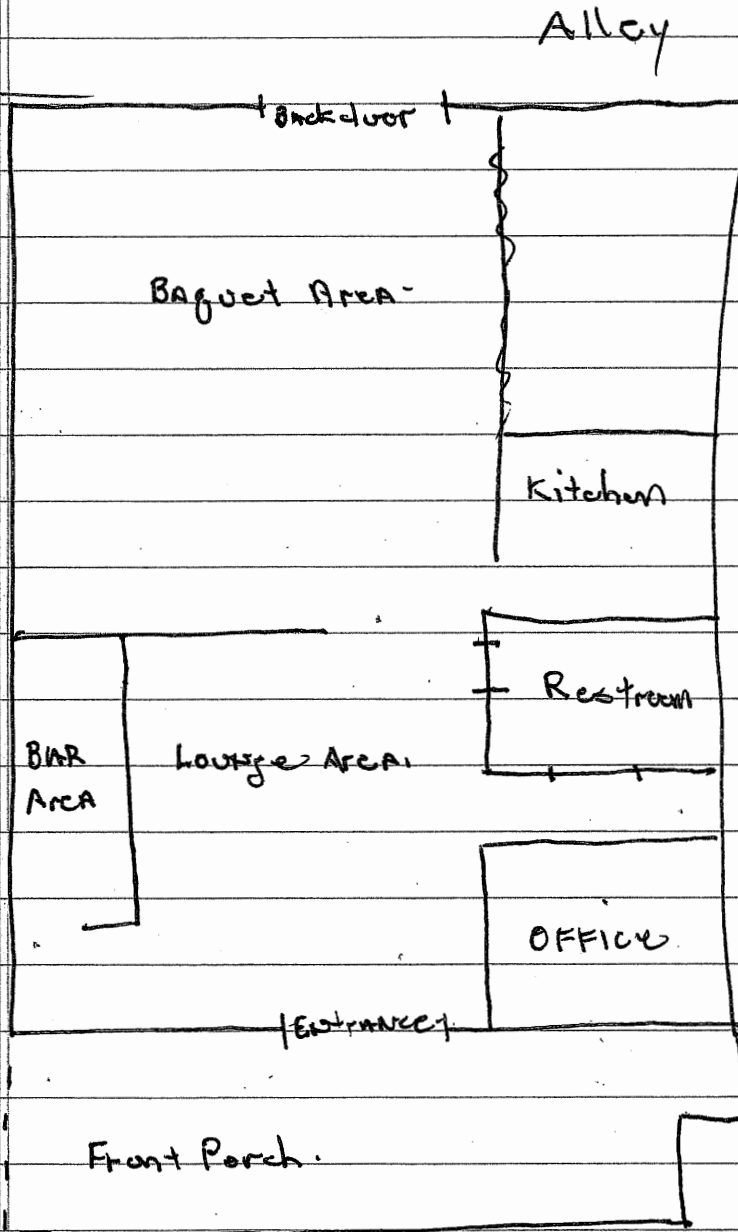 Alley
Backdoor
Baquet Area-
Kitchen
Restroom
BAR
Area
Lounge Area.
OFFICE
ENTRANCE
Front Porch.